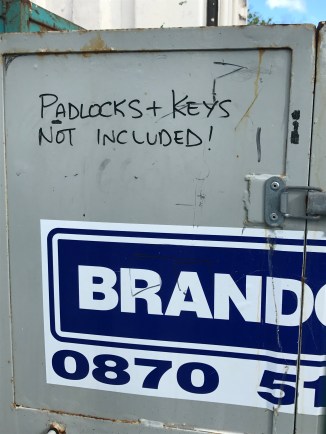 PADLOCKS + KEYS
NOT INCLUDED!
BRAND
0870 51